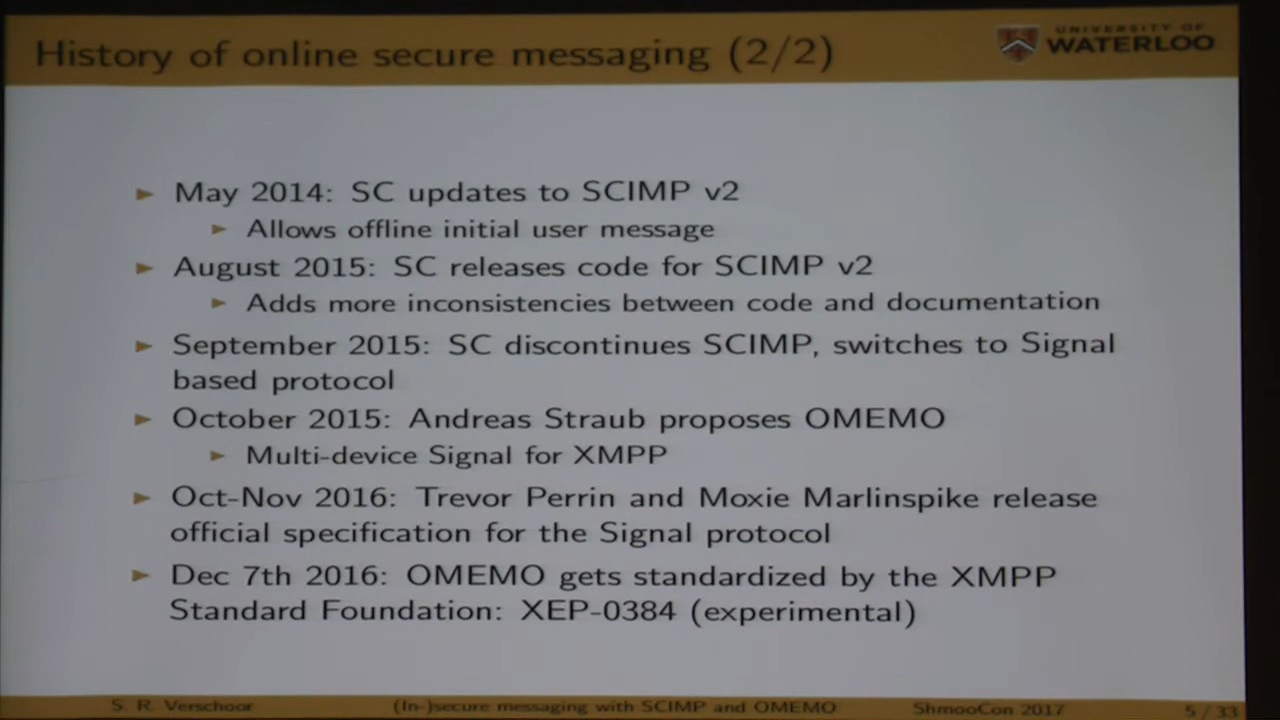 History of online secure messaging (2/2)
UNIVERSITY OF
WATERLOO
► May 2014: SC updates to SCIMP v2
► Allows offline initial user message
► August 2015: SC releases code for SCIMP v2
► Adds more inconsistencies between code and documentation
► September 2015: SC discontinues SCIMP, switches to Signal
based protocol
► October 2015: Andreas Straub proposes OMEMO
► Multi-device Signal for XMPP
► Oct-Nov 2016: Trevor Perrin and Moxie Marlinspike release
official specification for the Signal protocol
► Dec 7th 2016: OMEMO gets standardized by the XMPP
Standard Foundation: XEP-0384 (experimental)
S. R. Verschoor (In-)secure messaging with SCIMP and OMEMO ShmooCon 2017 5 / 33